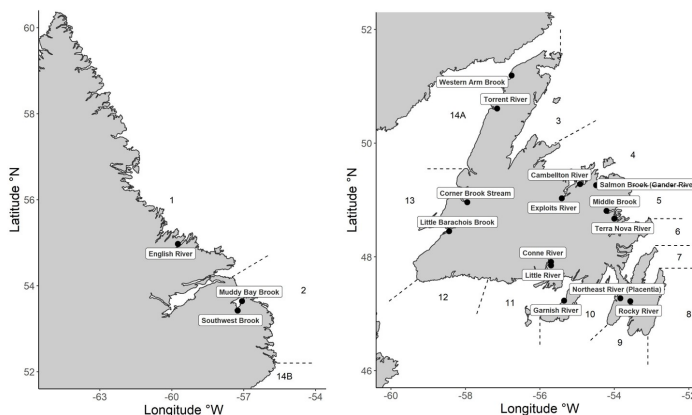 60
58
56
54
52
Latitude °N
1
English River
Muddy Bay Brook
2
Southwest Brook
14B
-63
-60
-57
-54
Longitude °W
52
50
48
46
Latitude °N
Western Arm Brook
Torrent River
14A
3
4
Cambellton River
Salmon Brook (Gander River
Corner Brook Stream
13
Exploits River
Middle Brook
5
Little Barachois Brook
Terra Nova River
6
Conne River
7
Little River
12
11
Northeast River (Placentia)
Garnish River
10
Rocky River
8
9
-60
-58
-56
-54
-52
Longitude °W